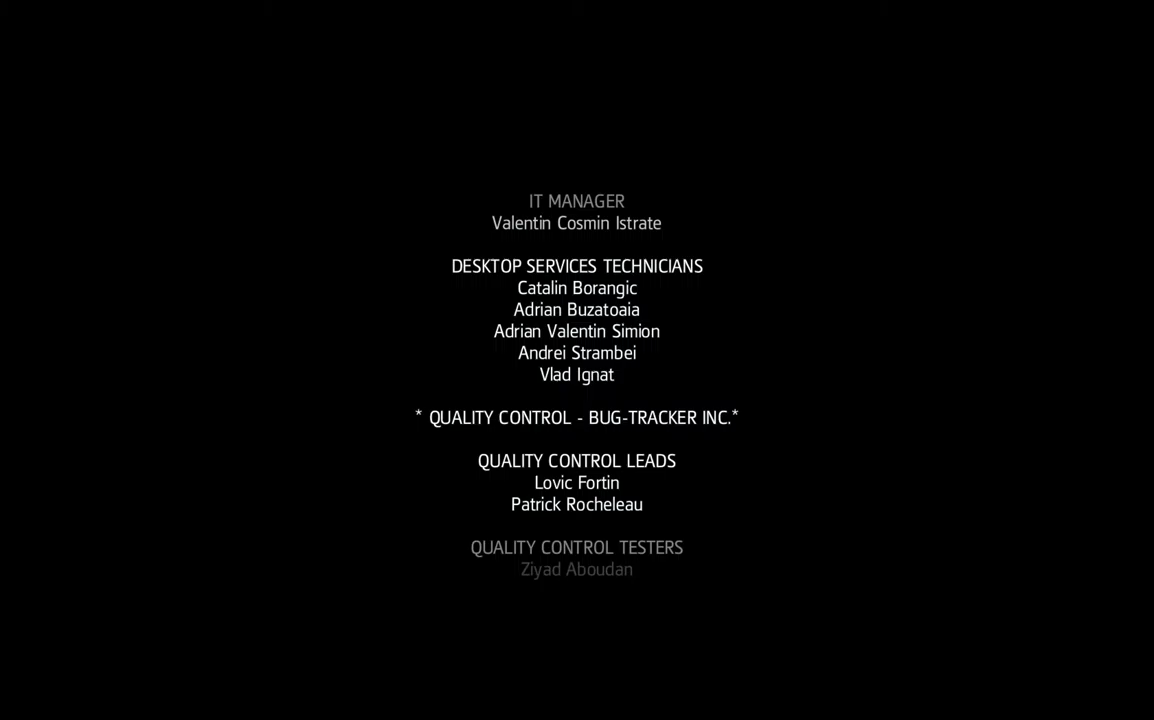 IT MANAGER
Valentin Cosmin Istrate
DESKTOP SERVICES TECHNICIANS
Catalin Borangic
Adrian Buzatoaia
Adrian Valentin Simion
Andrei Strambei
Vlad Ignat
* QUALITY CONTROL - BUG-TRACKER INC.*
QUALITY CONTROL LEADS
Lovic Fortin
Patrick Rocheleau
QUALITY CONTROL TESTERS
Ziyad Aboudan